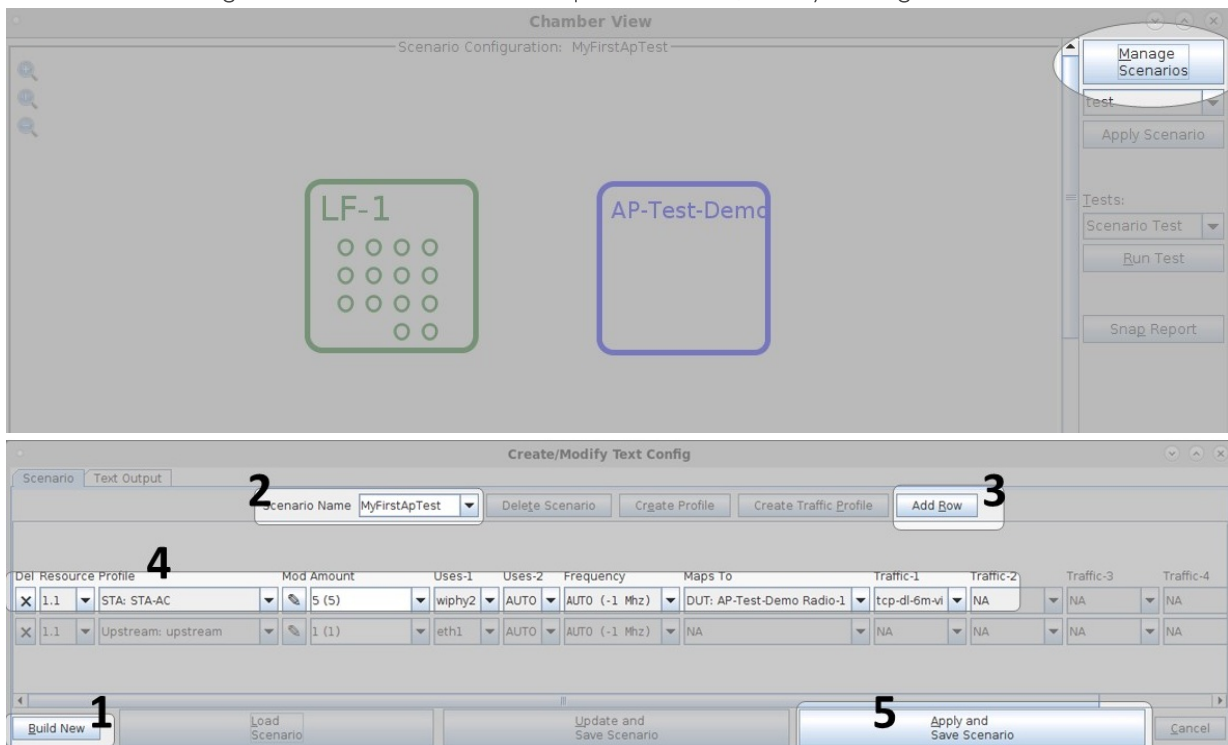 Chamber View
Scenario Configuration: MyFirstApTest
Manage
Scenarios
test
Apply Scenario
LF-1
AP-Test-Demo
Tests:
Scenario Test
Run Test
Snap Report
Create/Modify Text Config
Scenario Text Output
2 Scenario Name MyFirstApTest Delete Scenario Create Profile Create Traffic Profile Add Row 3
4
Del Resource Profile Mod Amount Uses-1 Uses-2 Frequency Maps To Traffic-1 Traffic-2 Traffic-3 Traffic-4
X 1.1 STA: STA-AC 5 (5) wiphy2 AUTO AUTO (-1 Mhz) DUT: AP-Test-Demo Radio-1 tcp-dl-6m-vi NA NA NA
X 1.1 Upstream: upstream 1 (1) eth1 AUTO AUTO (-1 Mhz) NA NA NA NA NA
Build New 1 Load Scenario Update and Save Scenario 5 Apply and Save Scenario Cancel